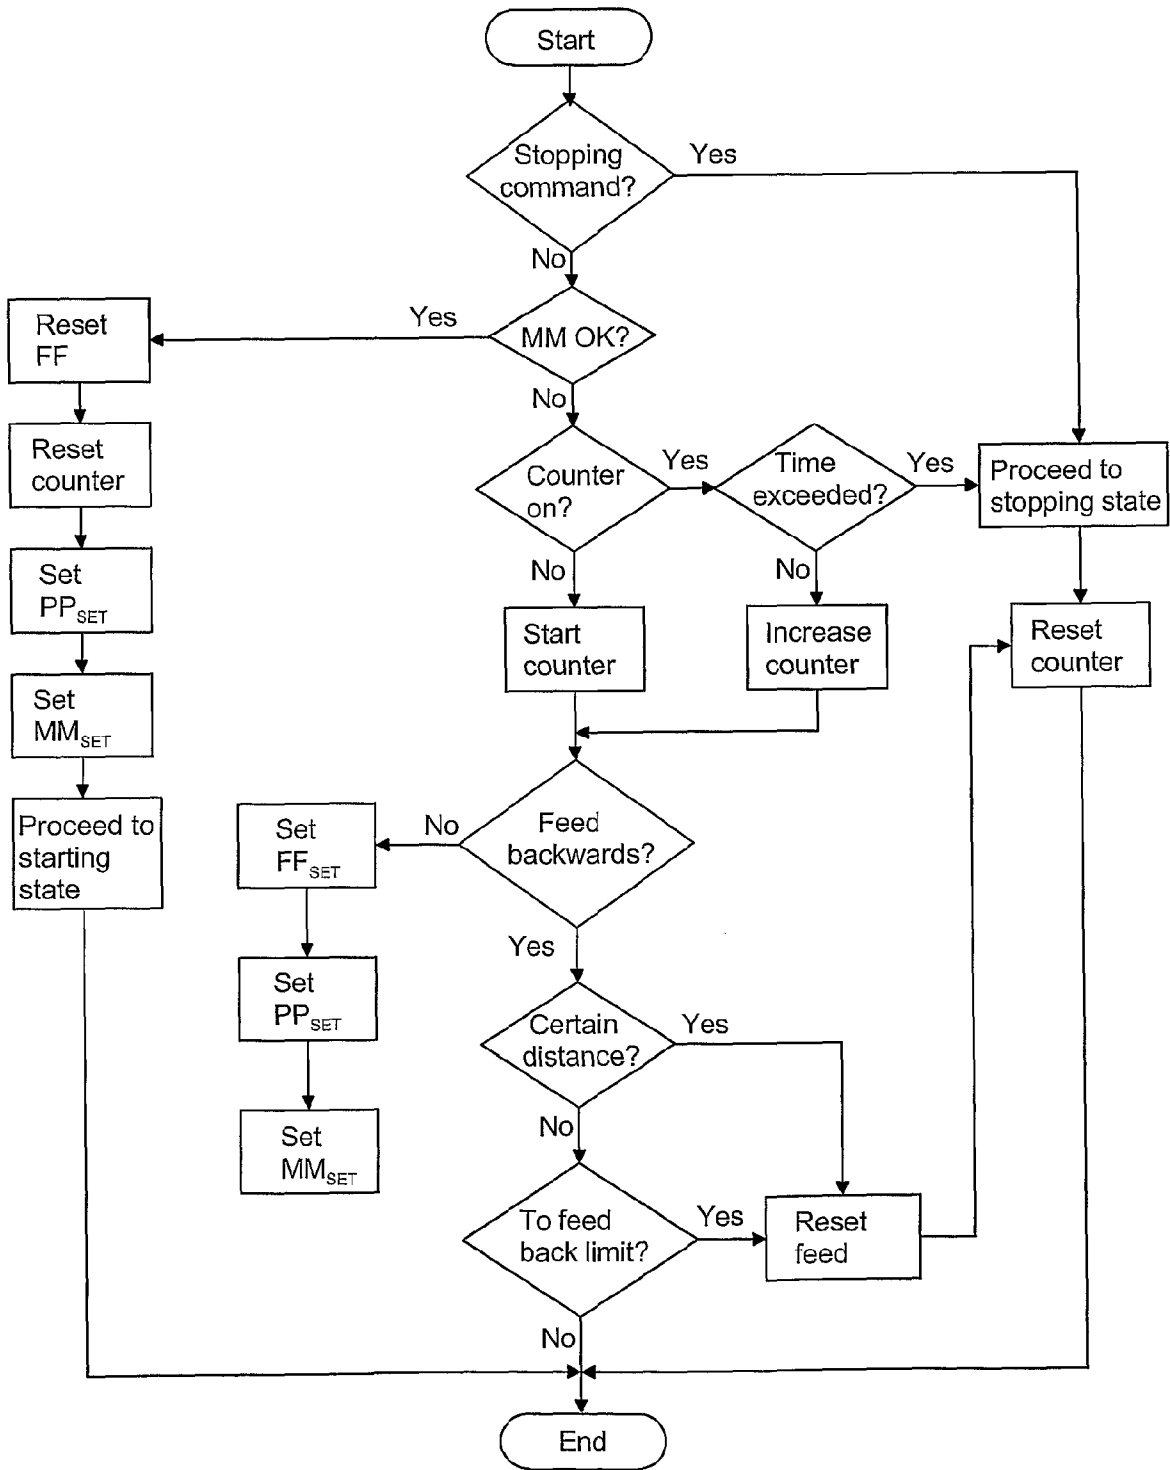 Start
Stopping
command?
Yes
No
MM OK?
Yes
No
Reset
FF
Reset
counter
Set
PPSET
Set
MMSET
Proceed to
starting
state
Counter
on?
Yes
No
Time
exceeded?
Yes
No
Proceed to
stopping state
Start
counter
Increase
counter
Reset
counter
Feed
backwards?
No
Yes
Set
FFSET
Set
PPSET
Set
MMSET
Certain
distance?
Yes
No
To feed
back limit?
Yes
No
Reset
feed
End